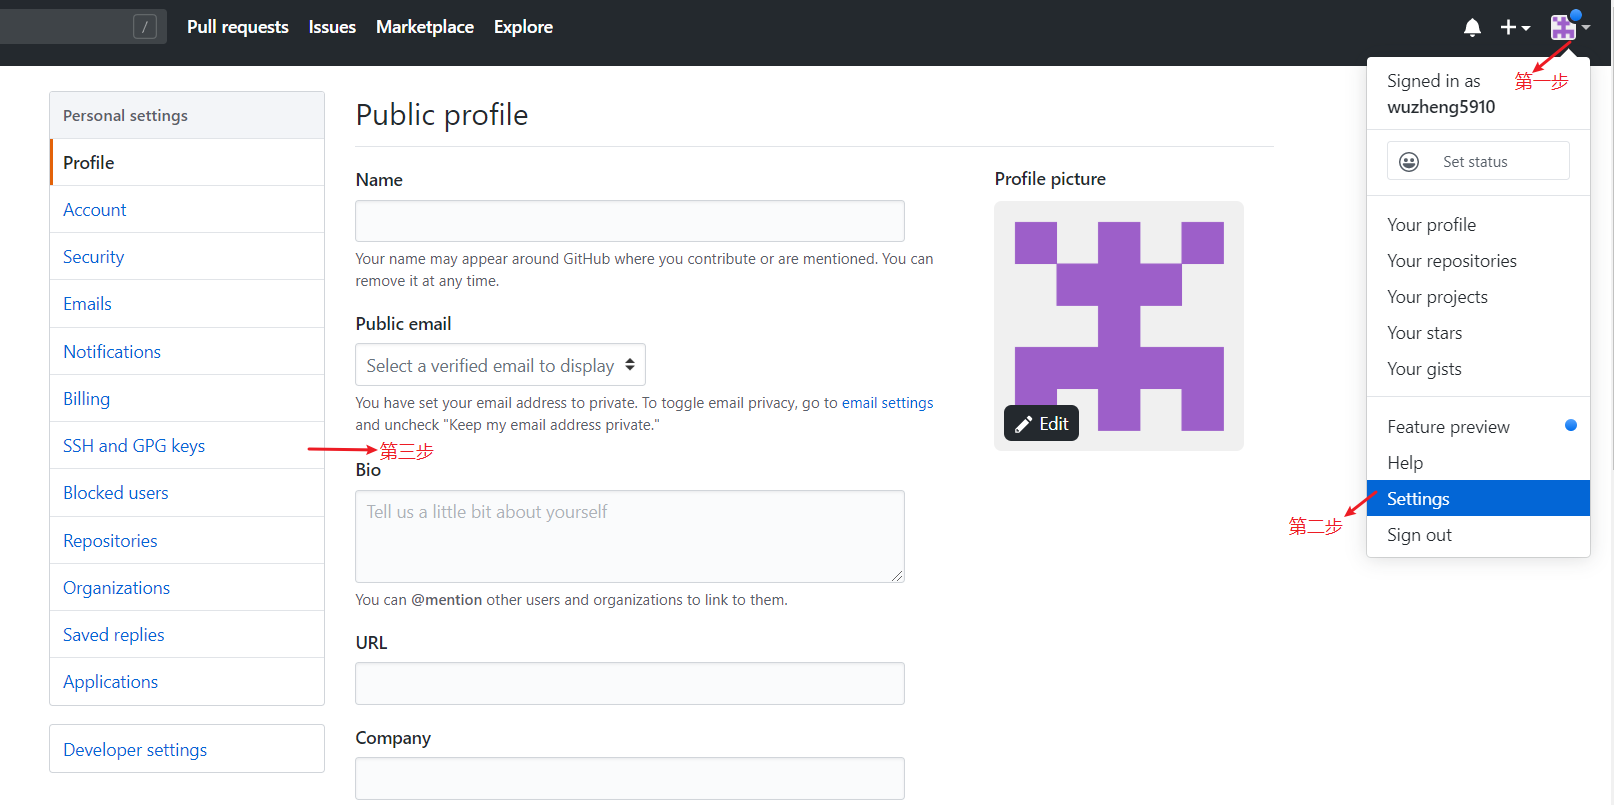 /
Pull requests
Issues
Marketplace
Explore
Signed in as
wuzheng5910
第一步
Set status
Your profile
Your repositories
Your projects
Your stars
Your gists
Feature preview
Help
Settings
第二步
Sign out
Personal settings
Profile
Account
Security
Emails
Notifications
Billing
SSH and GPG keys
第三步
Blocked users
Repositories
Organizations
Saved replies
Applications
Developer settings
Public profile
Name
Your name may appear around GitHub where you contribute or are mentioned. You can
remove it at any time.
Public email
Select a verified email to display
You have set your email address to private. To toggle email privacy, go to email settings
and uncheck "Keep my email address private."
Bio
Tell us a little bit about yourself
You can @mention other users and organizations to link to them.
URL
Company
Profile picture
Edit